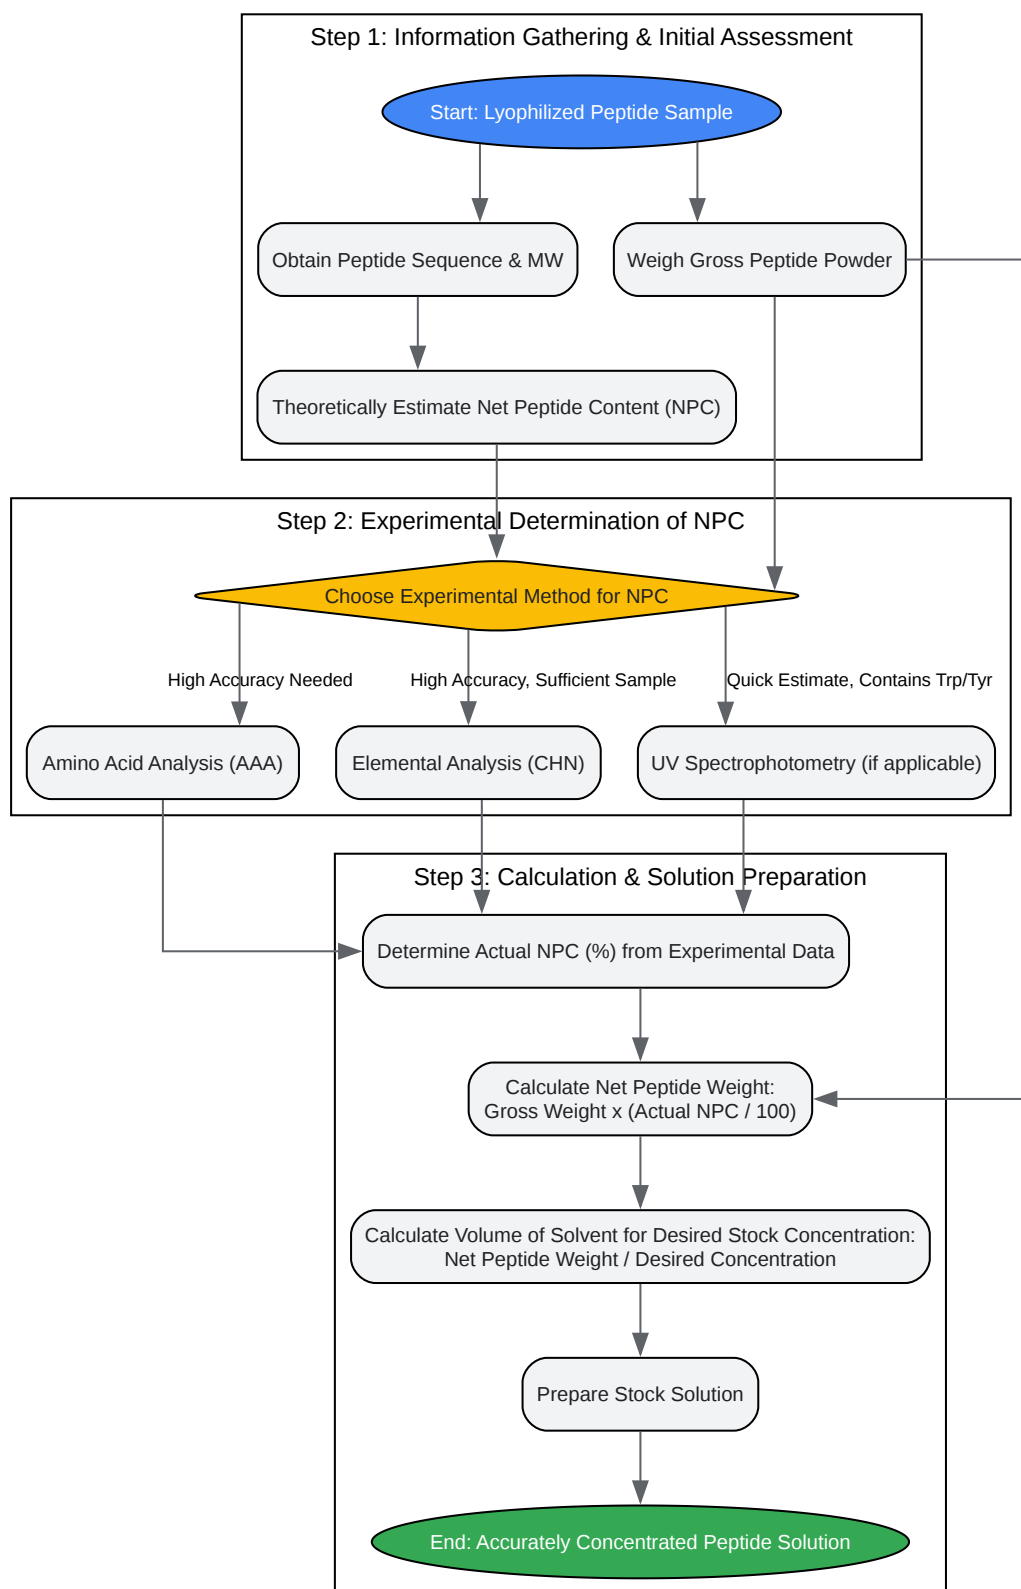 Step 1: Information Gathering & Initial Assessment
Start: Lyophilized Peptide Sample
Obtain Peptide Sequence & MW
Weigh Gross Peptide Powder
Theoretically Estimate Net Peptide Content (NPC)
Step 2: Experimental Determination of NPC
Choose Experimental Method for NPC
High Accuracy Needed
High Accuracy, Sufficient Sample
Quick Estimate, Contains Trp/Tyr
Amino Acid Analysis (AAA)
Elemental Analysis (CHN)
UV Spectrophotometry (if applicable)
Step 3: Calculation & Solution Preparation
Determine Actual NPC (%) from Experimental Data
Calculate Net Peptide Weight:
Gross Weight x (Actual NPC / 100)
Calculate Volume of Solvent for Desired Stock Concentration:
Net Peptide Weight / Desired Concentration
Prepare Stock Solution
End: Accurately Concentrated Peptide Solution